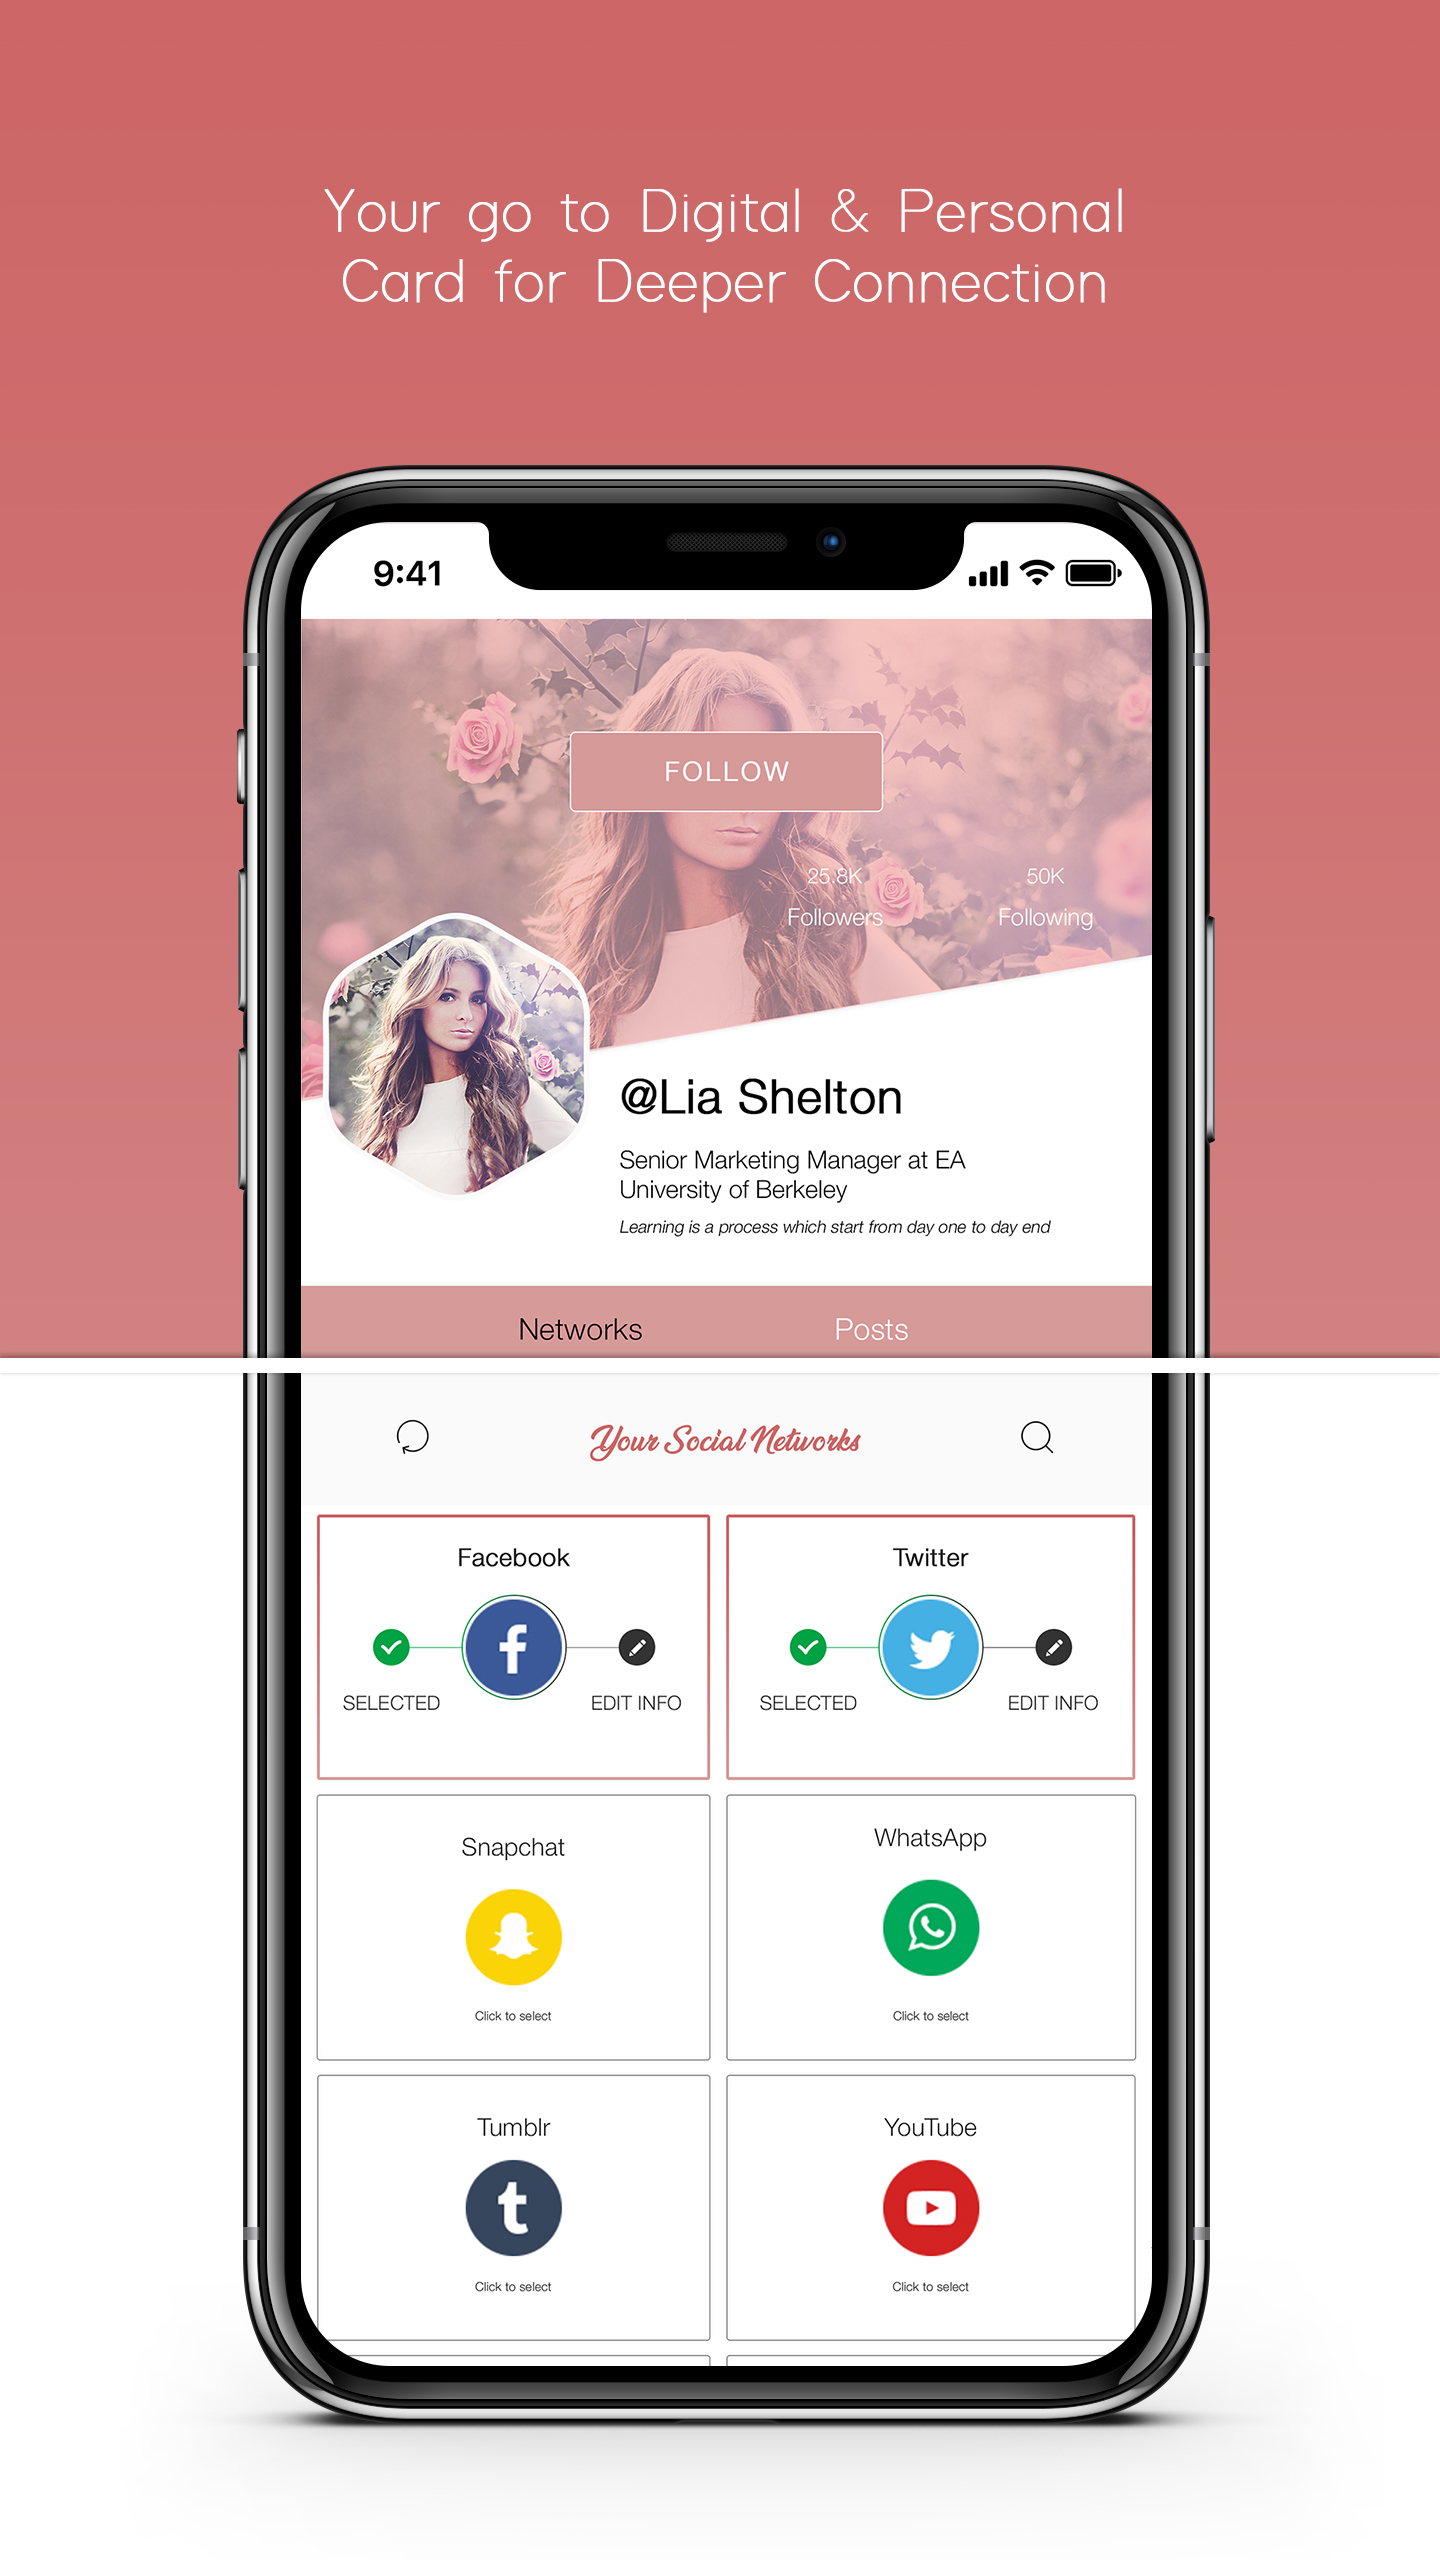 Your go to Digital & Personal
Card for Deeper Connection
9:41
FOLLOW
25.8K
Followers
50K
Following
@Lia Shelton
Senior Marketing Manager at EA
University of Berkeley
Learning is a process which start from day one to day end
Networks
Posts
Your Social Networks
Facebook
SELECTED
EDIT INFO
Twitter
SELECTED
EDIT INFO
Snapchat
Click to select
WhatsApp
Click to select
Tumblr
Click to select
YouTube
Click to select